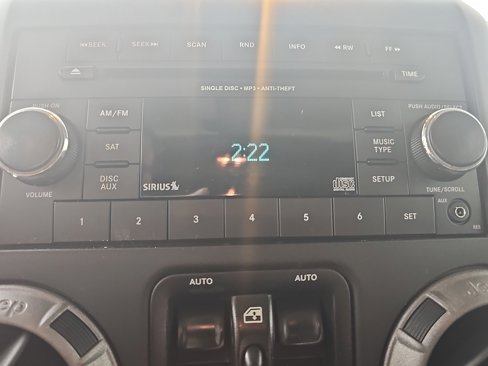 SEEK SEEK SCAN RND INFO RW FF
TIME
SINGLE DISC • MP3 • ANTI-THEFT
PUSH ON AM/FM LIST PUSH AUDIO/SELECT
2:22
SAT MUSIC TYPE
DISC AUX SIRIUS disc SETUP
VOLUME TUNE/SCROLL
1 2 3 4 5 6 SET AUX
AUTO AUTO
Jeep